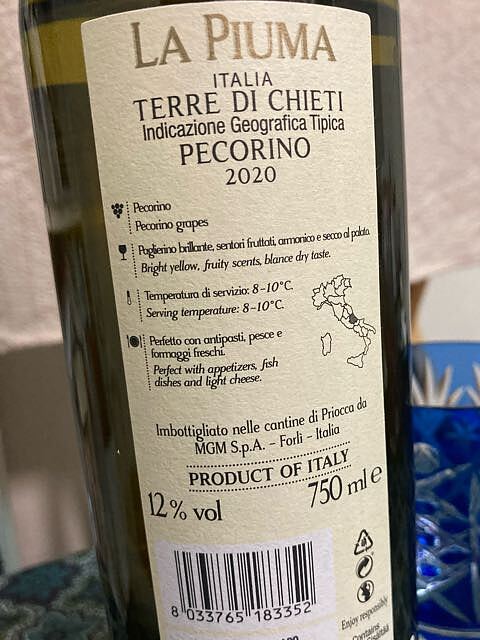 LA PIUMA
ITALIA
TERRE DI CHIETI
Indicazione Geografica Tipica
PECORINO
2020
Pecorino
Pecorino grapes
Paglierino brillante, sentori fruttati, armonico e secco al palato.
Bright yellow, fruity scents, blance dry taste.
Temperatura di servizio: 8-10°C.
Serving temperature: 8-10°C.
Perfetto con antipasti, pesce e
formaggi freschi.
Perfect with appetizers, fish
dishes and light cheese.
Imbottigliato nelle cantine di Priocca da
MGM S.p.A. - Forlì - Italia
PRODUCT OF ITALY
12% vol
750 ml e
8 033765 183352
Enjoy responsibly
Contains